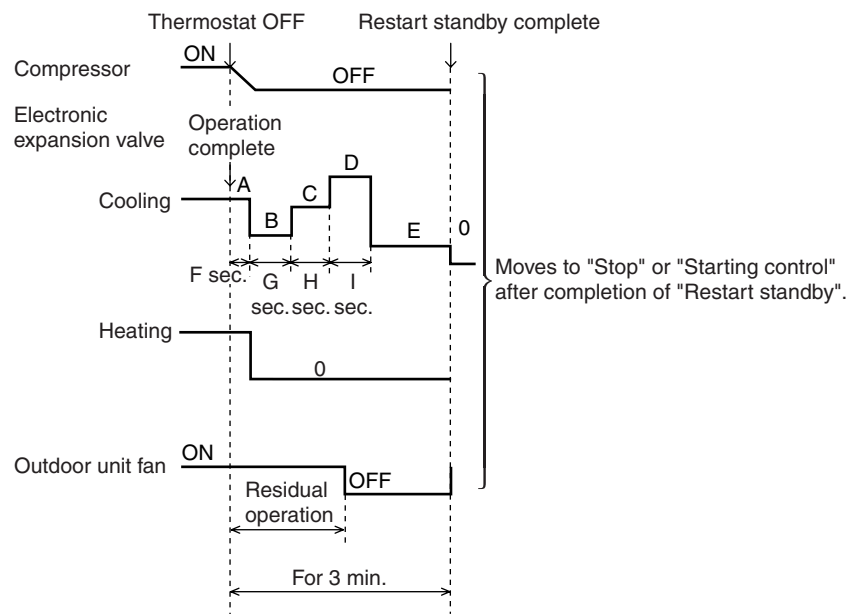 Thermostat OFF
Restart standby complete
Compressor
ON
OFF
Electronic
expansion valve
Operation
complete
Cooling
A
B
C
D
E
0
F sec.
G
sec.
H
sec.
I
sec.
Moves to "Stop" or "Starting control"
after completion of "Restart standby".
Heating
0
Outdoor unit fan
ON
OFF
Residual
operation
For 3 min.